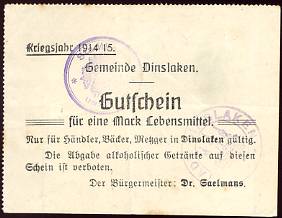 Kriegsjahr 1914/15.
Gemeinde Dinslaken.
Gutschein
für eine Mark Lebensmittel.
Nur für Händler, Bäcker, Metzger in Dinslaken gültig.
Die Abgabe alkoholischer Getränke auf diesen
Schein ist verboten.
Der Bürgermeister: Dr. Saelmans.